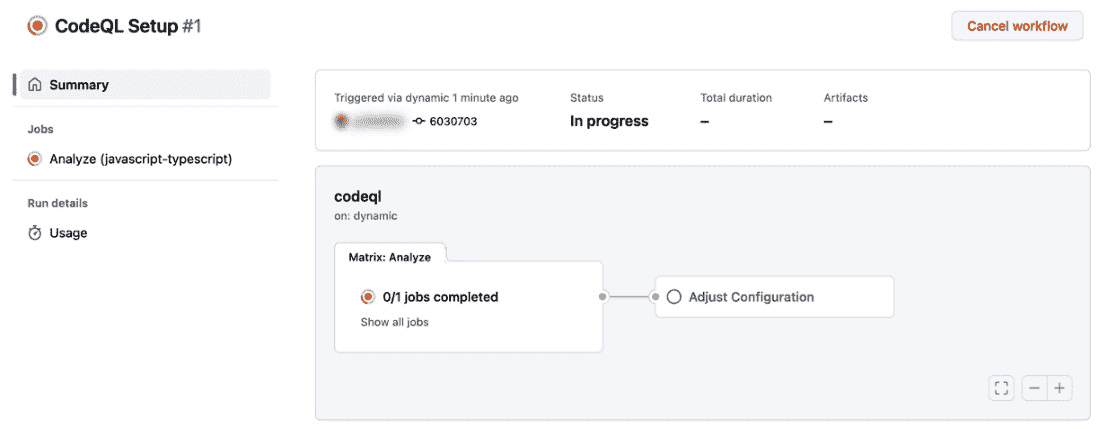 CodeQL Setup #1
Cancel workflow
Summary
Jobs
Analyze (javascript-typescript)
Run details
Usage
Triggered via dynamic 1 minute ago
Status
Total duration
Artifacts
6030703
In progress
–
–
codeql
on: dynamic
Matrix: Analyze
0/1 jobs completed
Show all jobs
Adjust Configuration